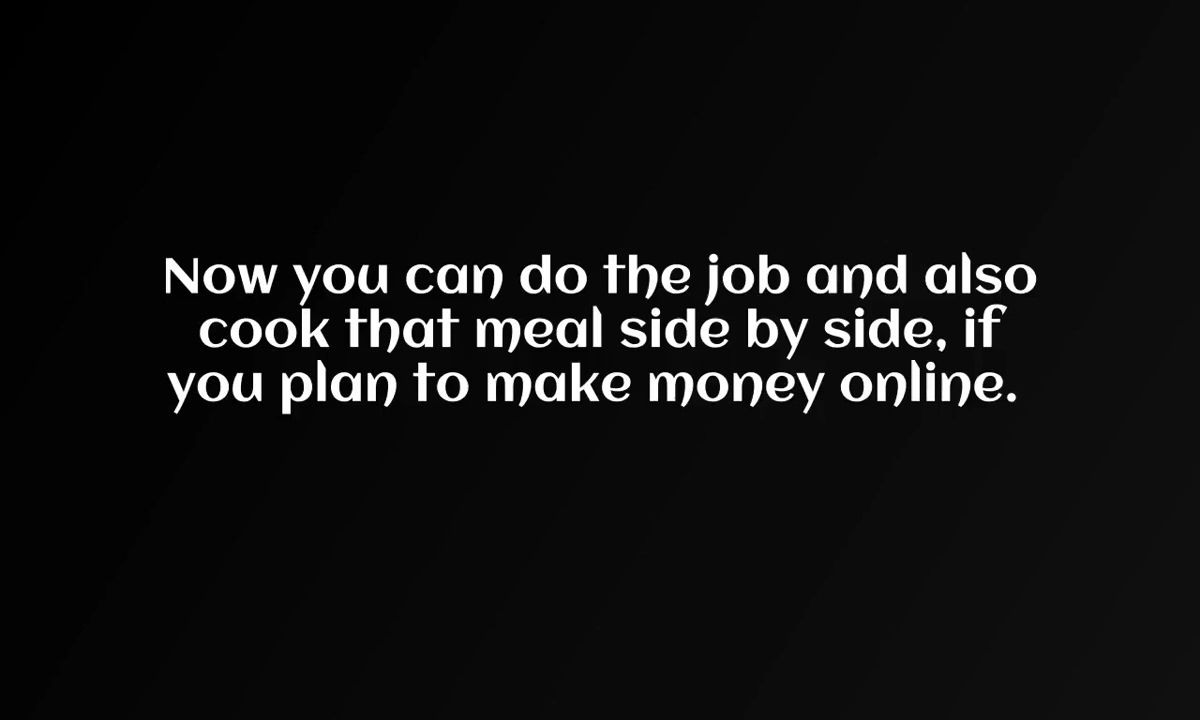 Now you can do the job and also
cook that meal side by side, if
you plan to make money online.